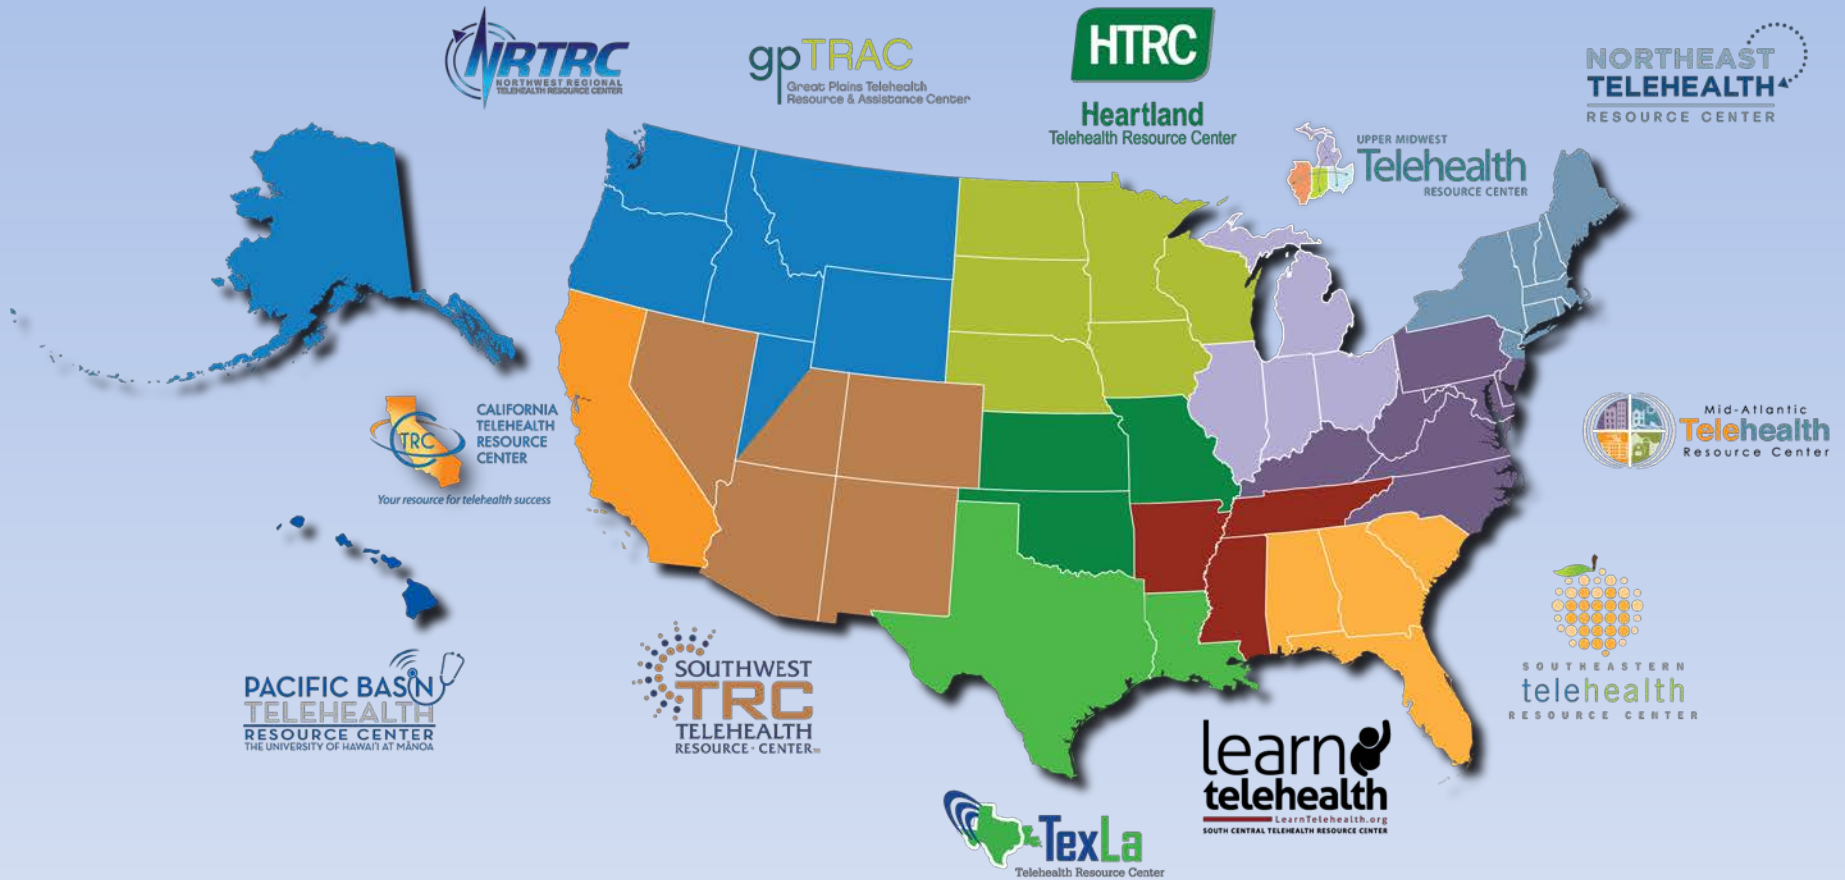 NRTRC
NORTHWEST REGIONAL
TELEHEALTH RESOURCE CENTER
gpTRAC
Great Plains Telehealth
Resource & Assistance Center
HTRC
Heartland
Telehealth Resource Center
NORTHEAST
TELEHEALTH
RESOURCE CENTER
UPPER MIDWEST
Telehealth
RESOURCE CENTER
TRC
CALIFORNIA
TELEHEALTH
RESOURCE
CENTER
Your resource for telehealth success
Mid-Atlantic
Telehealth
Resource Center
PACIFIC BASIN
TELEHEALTH
RESOURCE CENTER
THE UNIVERSITY OF HAWAI'I AT MĀNOA
SOUTHWEST
TRC
TELEHEALTH
RESOURCE · CENTER
SOUTHEASTERN
telehealth
RESOURCE CENTER
learn
telehealth
LearnTelehealth.org
SOUTH CENTRAL TELEHEALTH RESOURCE CENTER
TexLa
Telehealth Resource Center